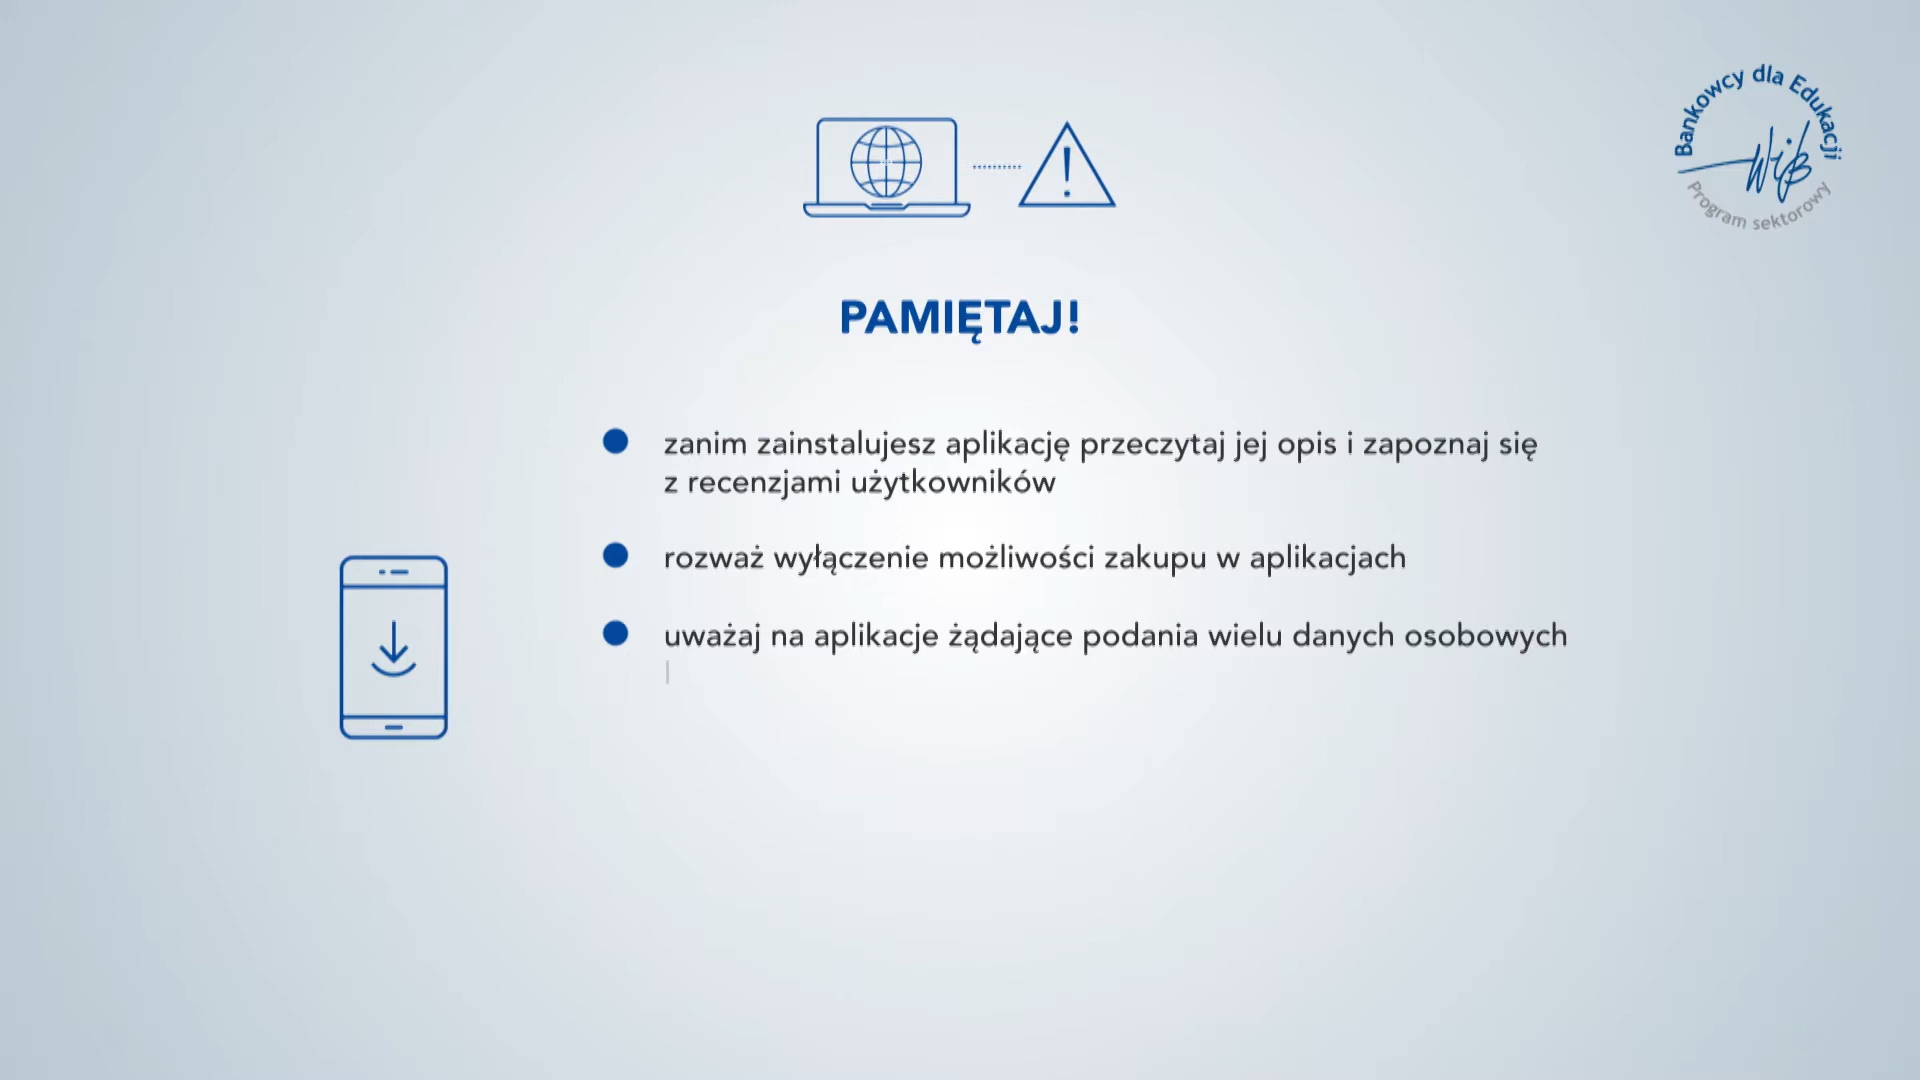 Bankowcy dla Edukacji
WiB
Program sektorowy
PAMIĘTAJ!
zanim zainstalujesz aplikację przeczytaj jej opis i zapoznaj się
z recenzjami użytkowników
rozważ wyłączenie możliwości zakupu w aplikacjach
uważaj na aplikacje żądające podania wielu danych osobowych